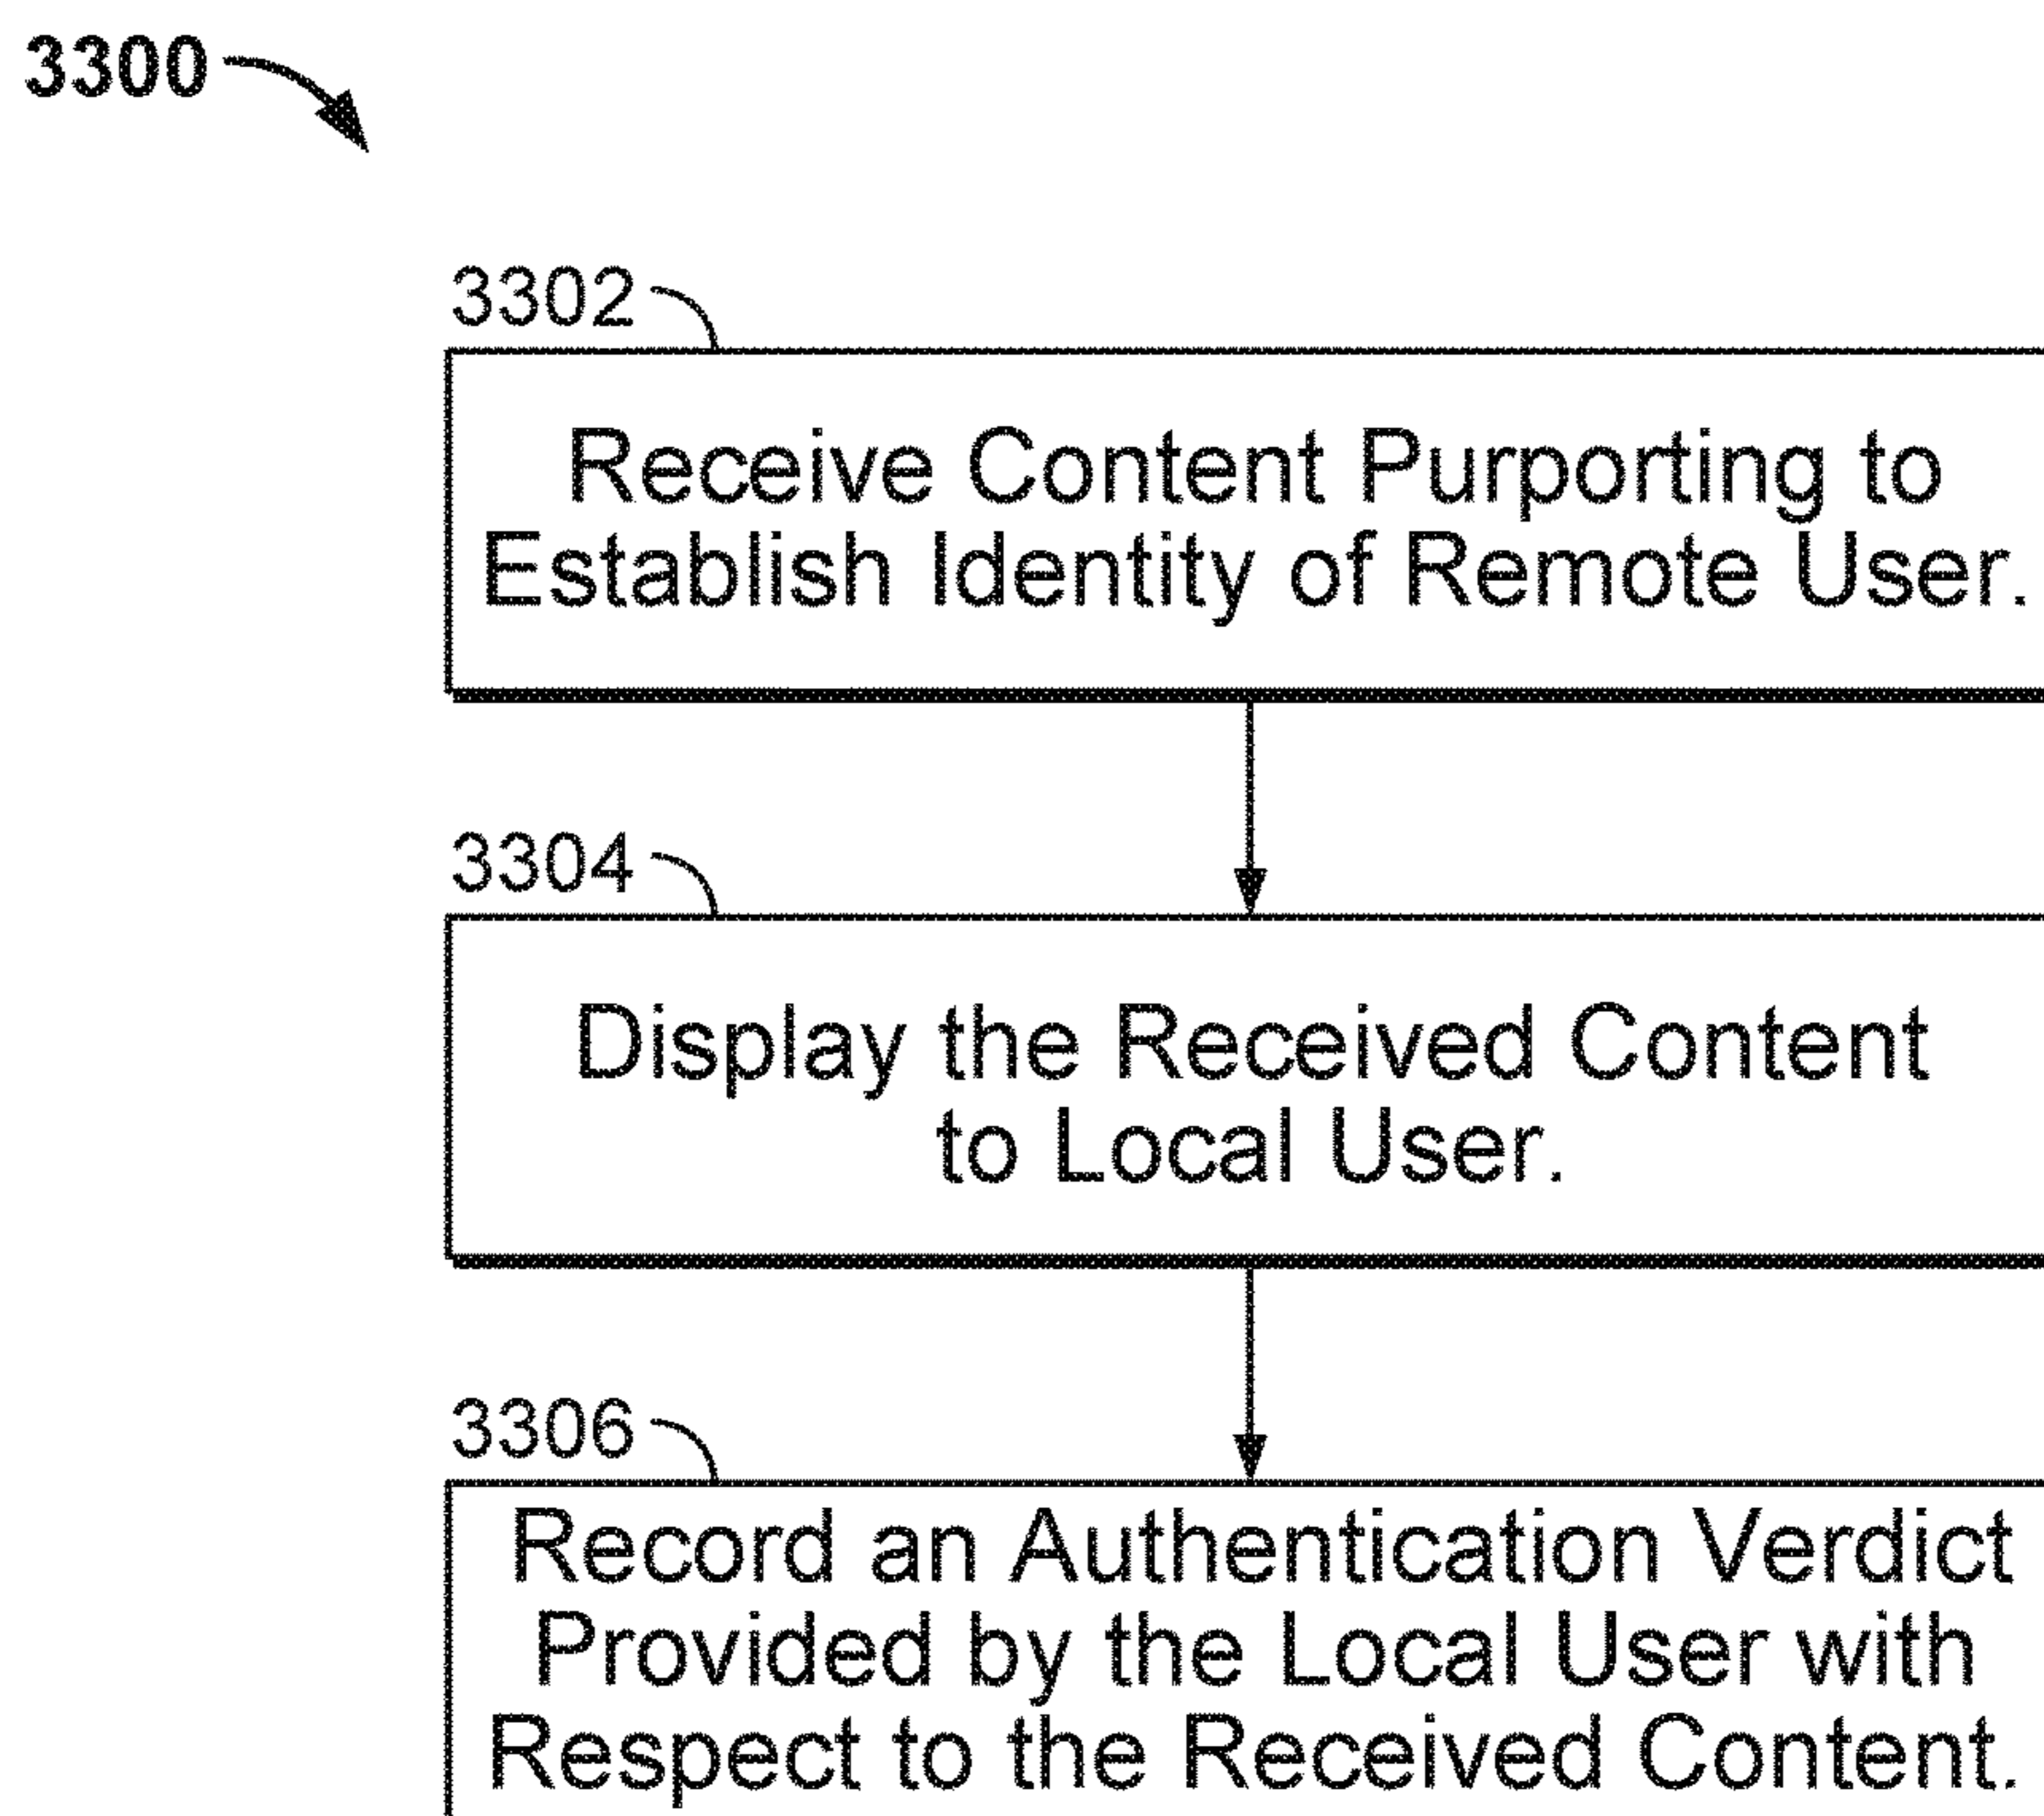 3300
3302
Receive Content Purporting to
Establish Identity of Remote User.
3304
Display the Received Content
to Local User.
3306
Record an Authentication Verdict
Provided by the Local User with
Respect to the Received Content.